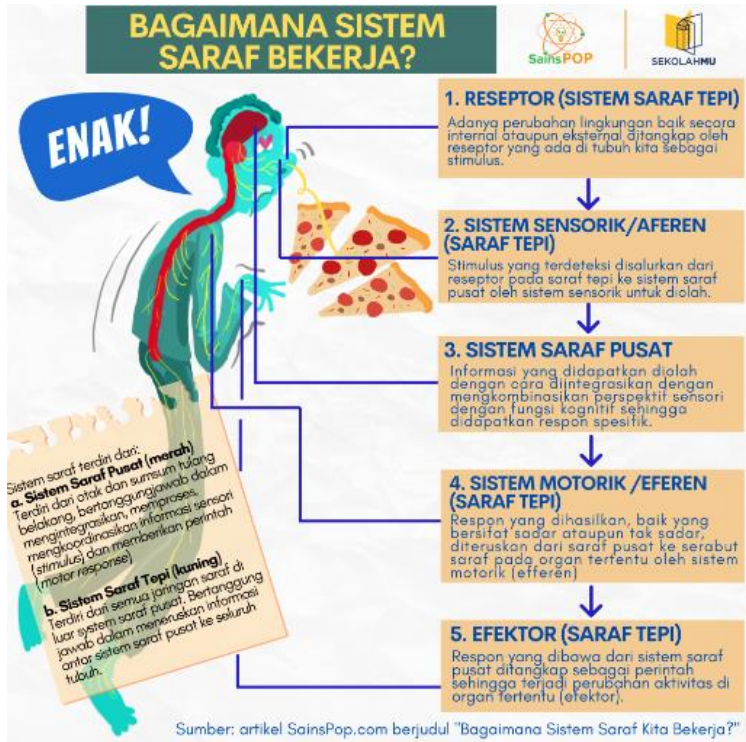 BAGAIMANA SISTEM
SARAF BEKERJA?
SainsPOP
SEKOLAHMU
ENAK!
1. RESEPTOR (SISTEM SARAF TEPI)
Adanya perubahan lingkungan baik secara
internal ataupun eksternal ditangkap oleh
reseptor yang ada di tubuh kita sebagai
stimulus.
2. SISTEM SENSORIK/AFEREN
(SARAF TEPI)
Stimulus yang terdeteksi disalurkan dari
reseptor pada saraf tepi ke sistem saraf
pusat oleh sistem sensorik untuk diolah.
3. SISTEM SARAF PUSAT
Informasi yang didapatkan diolah
dengan cara diintegrasikan dengan
mengkombinasikan perspektif sensori
dengan fungsi kognitif sehingga
didapatkan respon spesifik.
4. SISTEM MOTORIK /EFEREN
(SARAF TEPI)
Respon yang dihasilkan, baik yang
bersifat sadar ataupun tak sadar,
diteruskan dari saraf pusat ke serabut
saraf pada organ tertentu oleh sistem
motorik (efferen)
5. EFEKTOR (SARAF TEPI)
Respon yang dibawa dari sistem saraf
pusat ditangkap sebagai perintah
sehingga terjadi perubahan aktivitas di
organ tertentu (efektor).
Sistem saraf terdiri dari:
a. Sistem Saraf Pusat (merah)
Terdiri dari otak dan sumsum tulang
belakang, bertanggungjawab dalam
mengintegrasikan, memproses,
mengkoordinasikan informasi sensori
(stimulus) dan memberikan perintah
(motor response)
b. Sistem Saraf Tepi (kuning)
Terdiri dari semua jaringan saraf di
luar system saraf pusat. Bertanggung
jawab dalam meneruskan informasi
antar sistem saraf pusat ke seluruh
tubuh.
Sumber: artikel SainsPop.com berjudul "Bagaimana Sistem Saraf Kita Bekerja?"